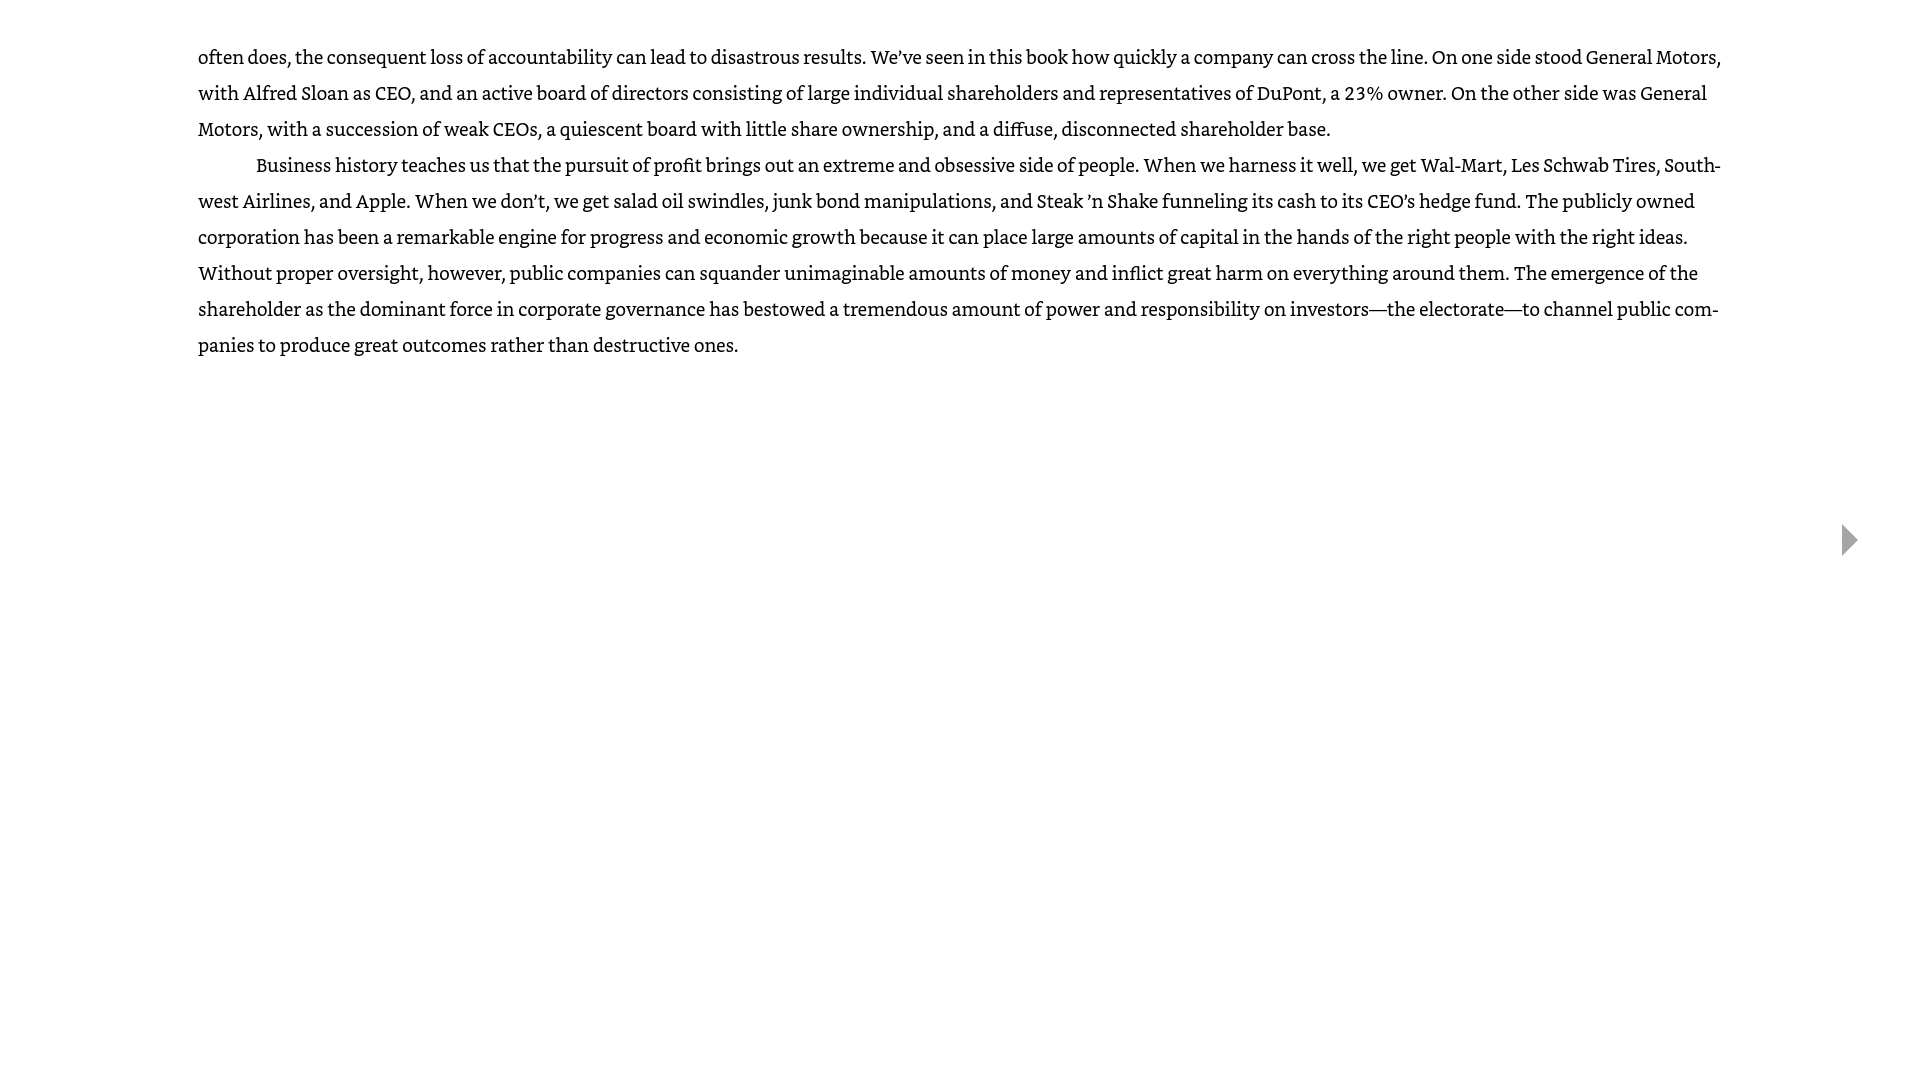 often does, the consequent loss of accountability can lead to disastrous results. We’ve seen in this book how quickly a company can cross the line. On one side stood General Motors,
with Alfred Sloan as CEO, and an active board of directors consisting of large individual shareholders and representatives of DuPont, a 23% owner. On the other side was General
Motors, with a succession of weak CEOs, a quiescent board with little share ownership, and a diffuse, disconnected shareholder base.
Business history teaches us that the pursuit of profit brings out an extreme and obsessive side of people. When we harness it well, we get Wal-Mart, Les Schwab Tires, South-
west Airlines, and Apple. When we don’t, we get salad oil swindles, junk bond manipulations, and Steak ’n Shake funneling its cash to its CEO’s hedge fund. The publicly owned
corporation has been a remarkable engine for progress and economic growth because it can place large amounts of capital in the hands of the right people with the right ideas.
Without proper oversight, however, public companies can squander unimaginable amounts of money and inflict great harm on everything around them. The emergence of the
shareholder as the dominant force in corporate governance has bestowed a tremendous amount of power and responsibility on investors—the electorate—to channel public com-
panies to produce great outcomes rather than destructive ones.